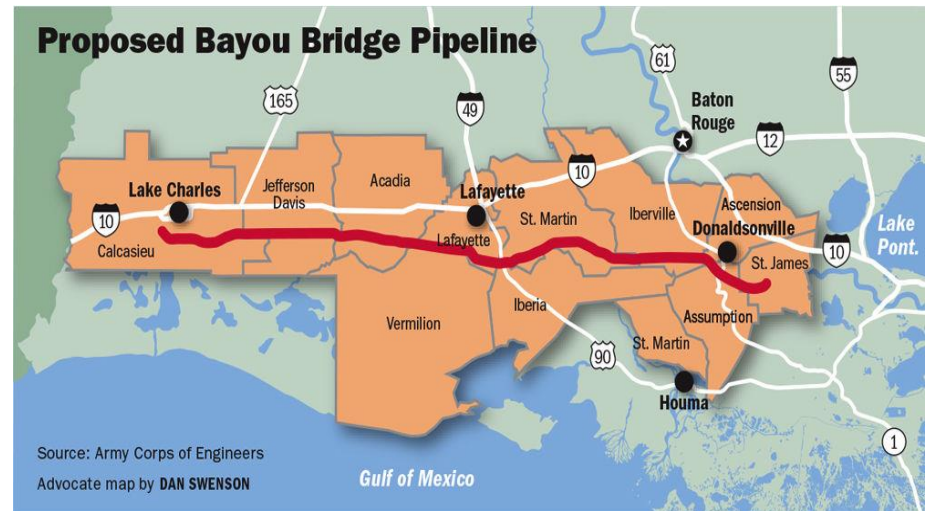 Proposed Bayou Bridge Pipeline
61
55
165
49
Baton
Rouge
12
10
Lake Charles
Jefferson
Davis
Acadia
Lafayette
St. Martin
Iberville
Ascension
10
Calcasieu
Lafayette
Donaldsonville
Lake
Pont.
10
St. James
Vermilion
Iberia
Assumption
St. Martin
90
Houma
1
Source: Army Corps of Engineers
Advocate map by DAN SWENSON
Gulf of Mexico